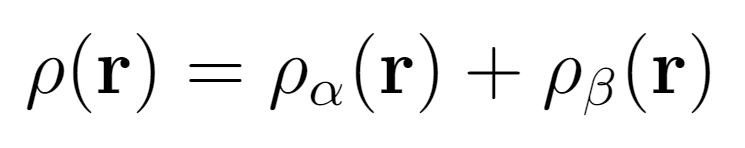 ρ(𝐫) = ρ_α(𝐫) + ρ_β(𝐫)